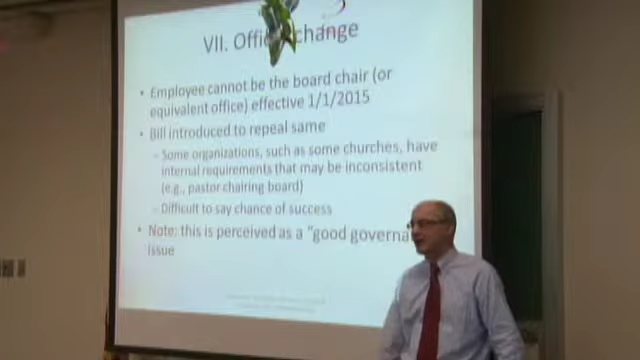 VII. Offi change
• Employee cannot be the board chair (or
equivalent office) effective 1/1/2015
• Bill introduced to repeal same
– Some organizations, such as some churches, have
internal requirements that may be inconsistent
(e.g., pastor chairing board)
– Difficult to say chance of success
• Note: this is perceived as a "good governa
issue